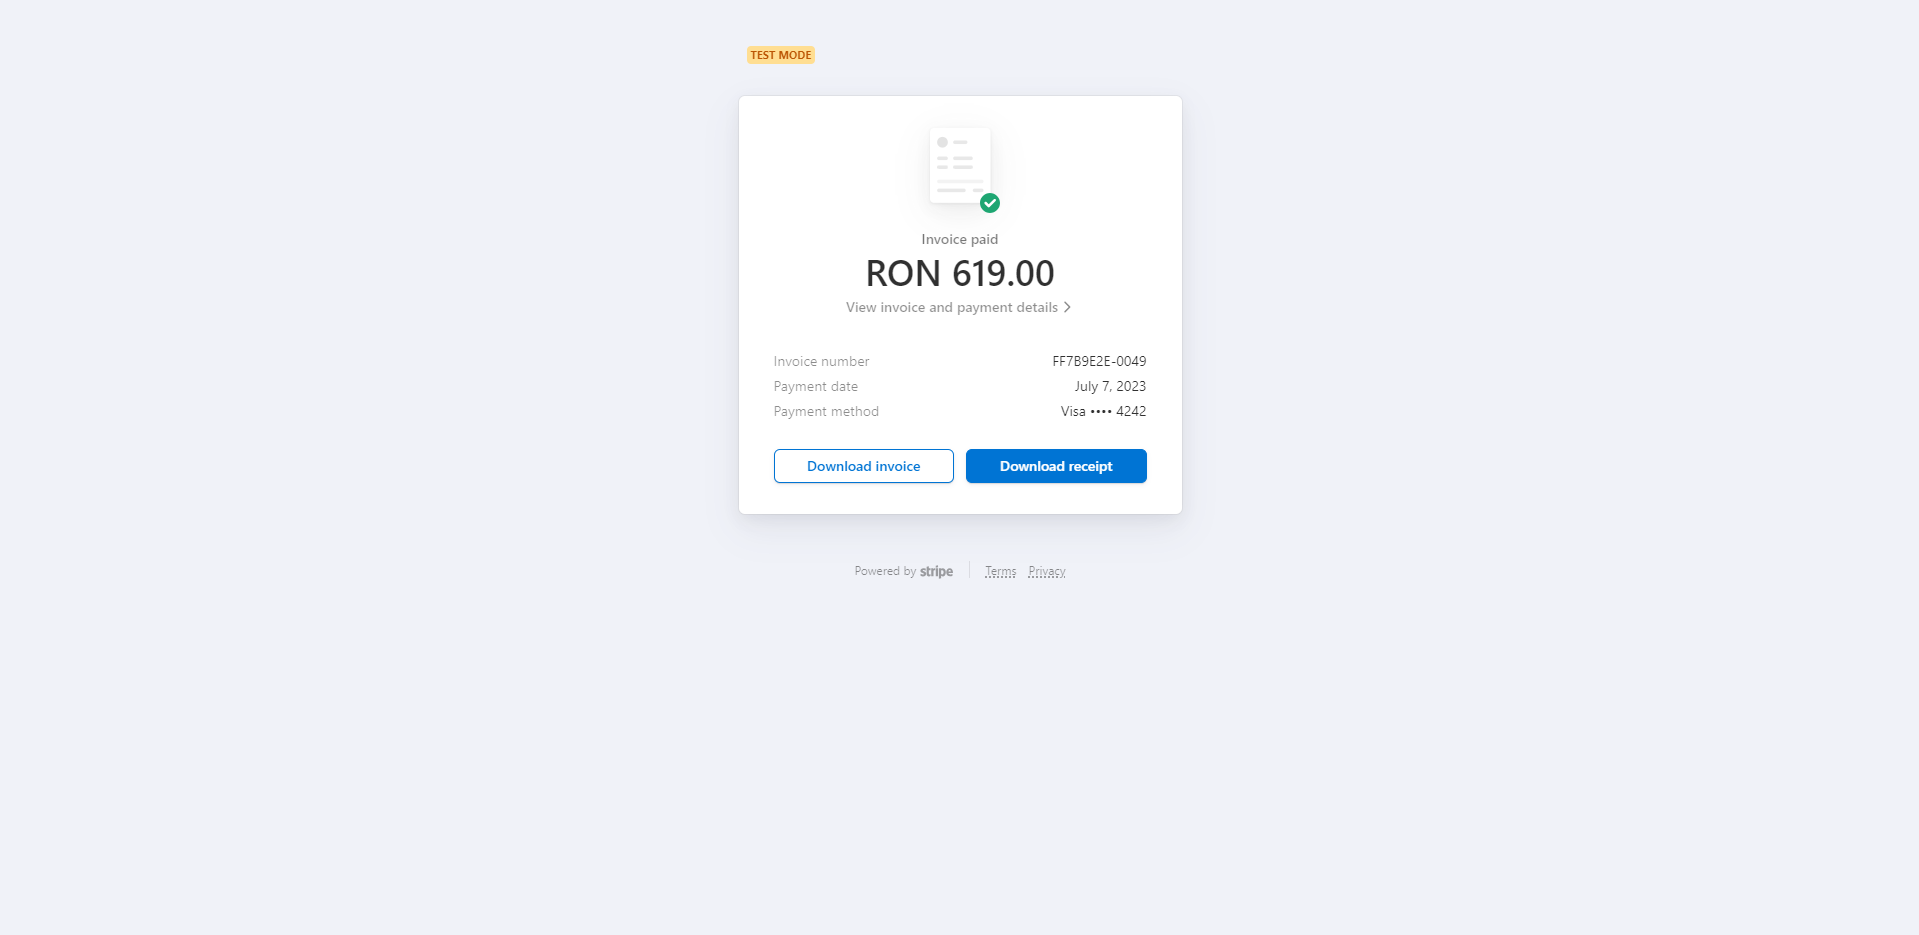 TEST MODE
Invoice paid
RON 619.00
View invoice and payment details
Invoice number FF7B9E2E-0049
Payment date July 7, 2023
Payment method Visa •••• 4242
Download invoice Download receipt
Powered by stripe Terms Privacy